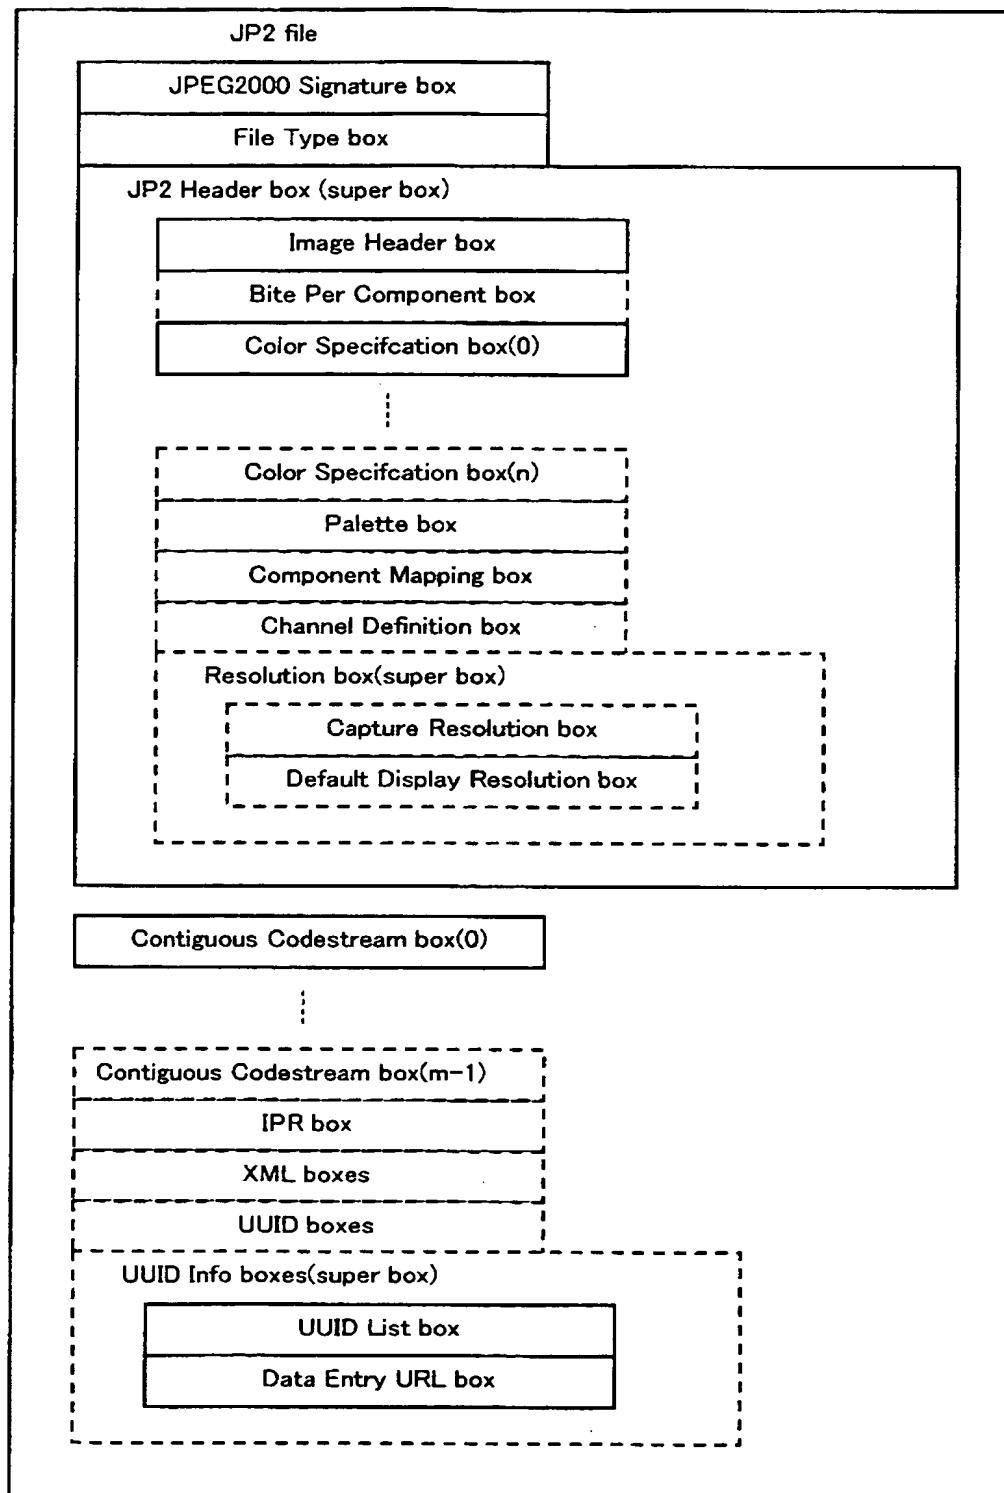 JP2 file
JPEG2000 Signature box
File Type box
JP2 Header box (super box)
Image Header box
Bite Per Component box
Color Specifcation box(0)
Color Specifcation box(n)
Palette box
Component Mapping box
Channel Definition box
Resolution box(super box)
Capture Resolution box
Default Display Resolution box
Contiguous Codestream box(0)
Contiguous Codestream box(m-1)
IPR box
XML boxes
UUID boxes
UUID Info boxes(super box)
UUID List box
Data Entry URL box